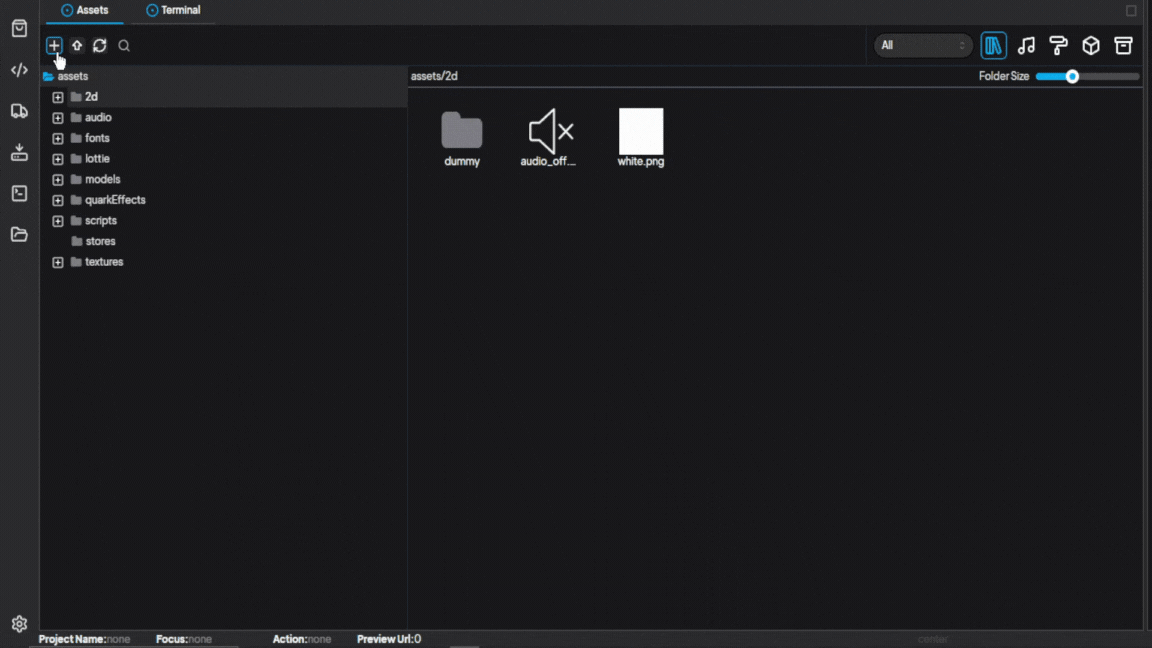 Assets Terminal
All
assets assets/2d Folder Size
2d
audio
fonts
lottie
models
quarkEffects
scripts
stores
textures
dummy audio_off.... white.png
Project Name:none Focus:none Action:none Preview Url:0 center